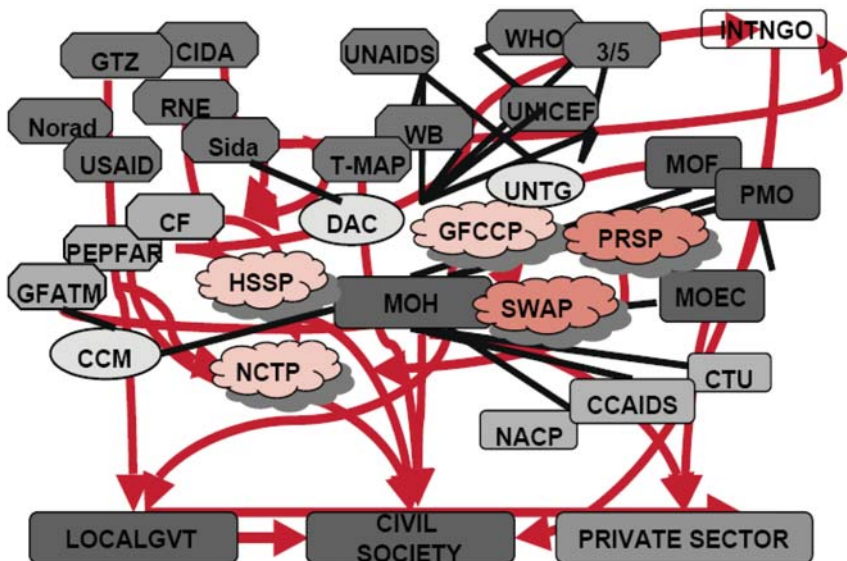 CIDA
GTZ
UNAIDS
WHO
3/5
INTNGO
RNE
UNICEF
Norad
Sida
WB
USAID
T-MAP
MOF
UNTG
PMO
CF
DAC
GFCCP
PRSP
PEPFAR
HSSP
GFATM
MOH
SWAP
MOEC
CCM
NCTP
CTU
CCAIDS
NACP
LOCALGVT
CIVIL
SOCIETY
PRIVATE SECTOR